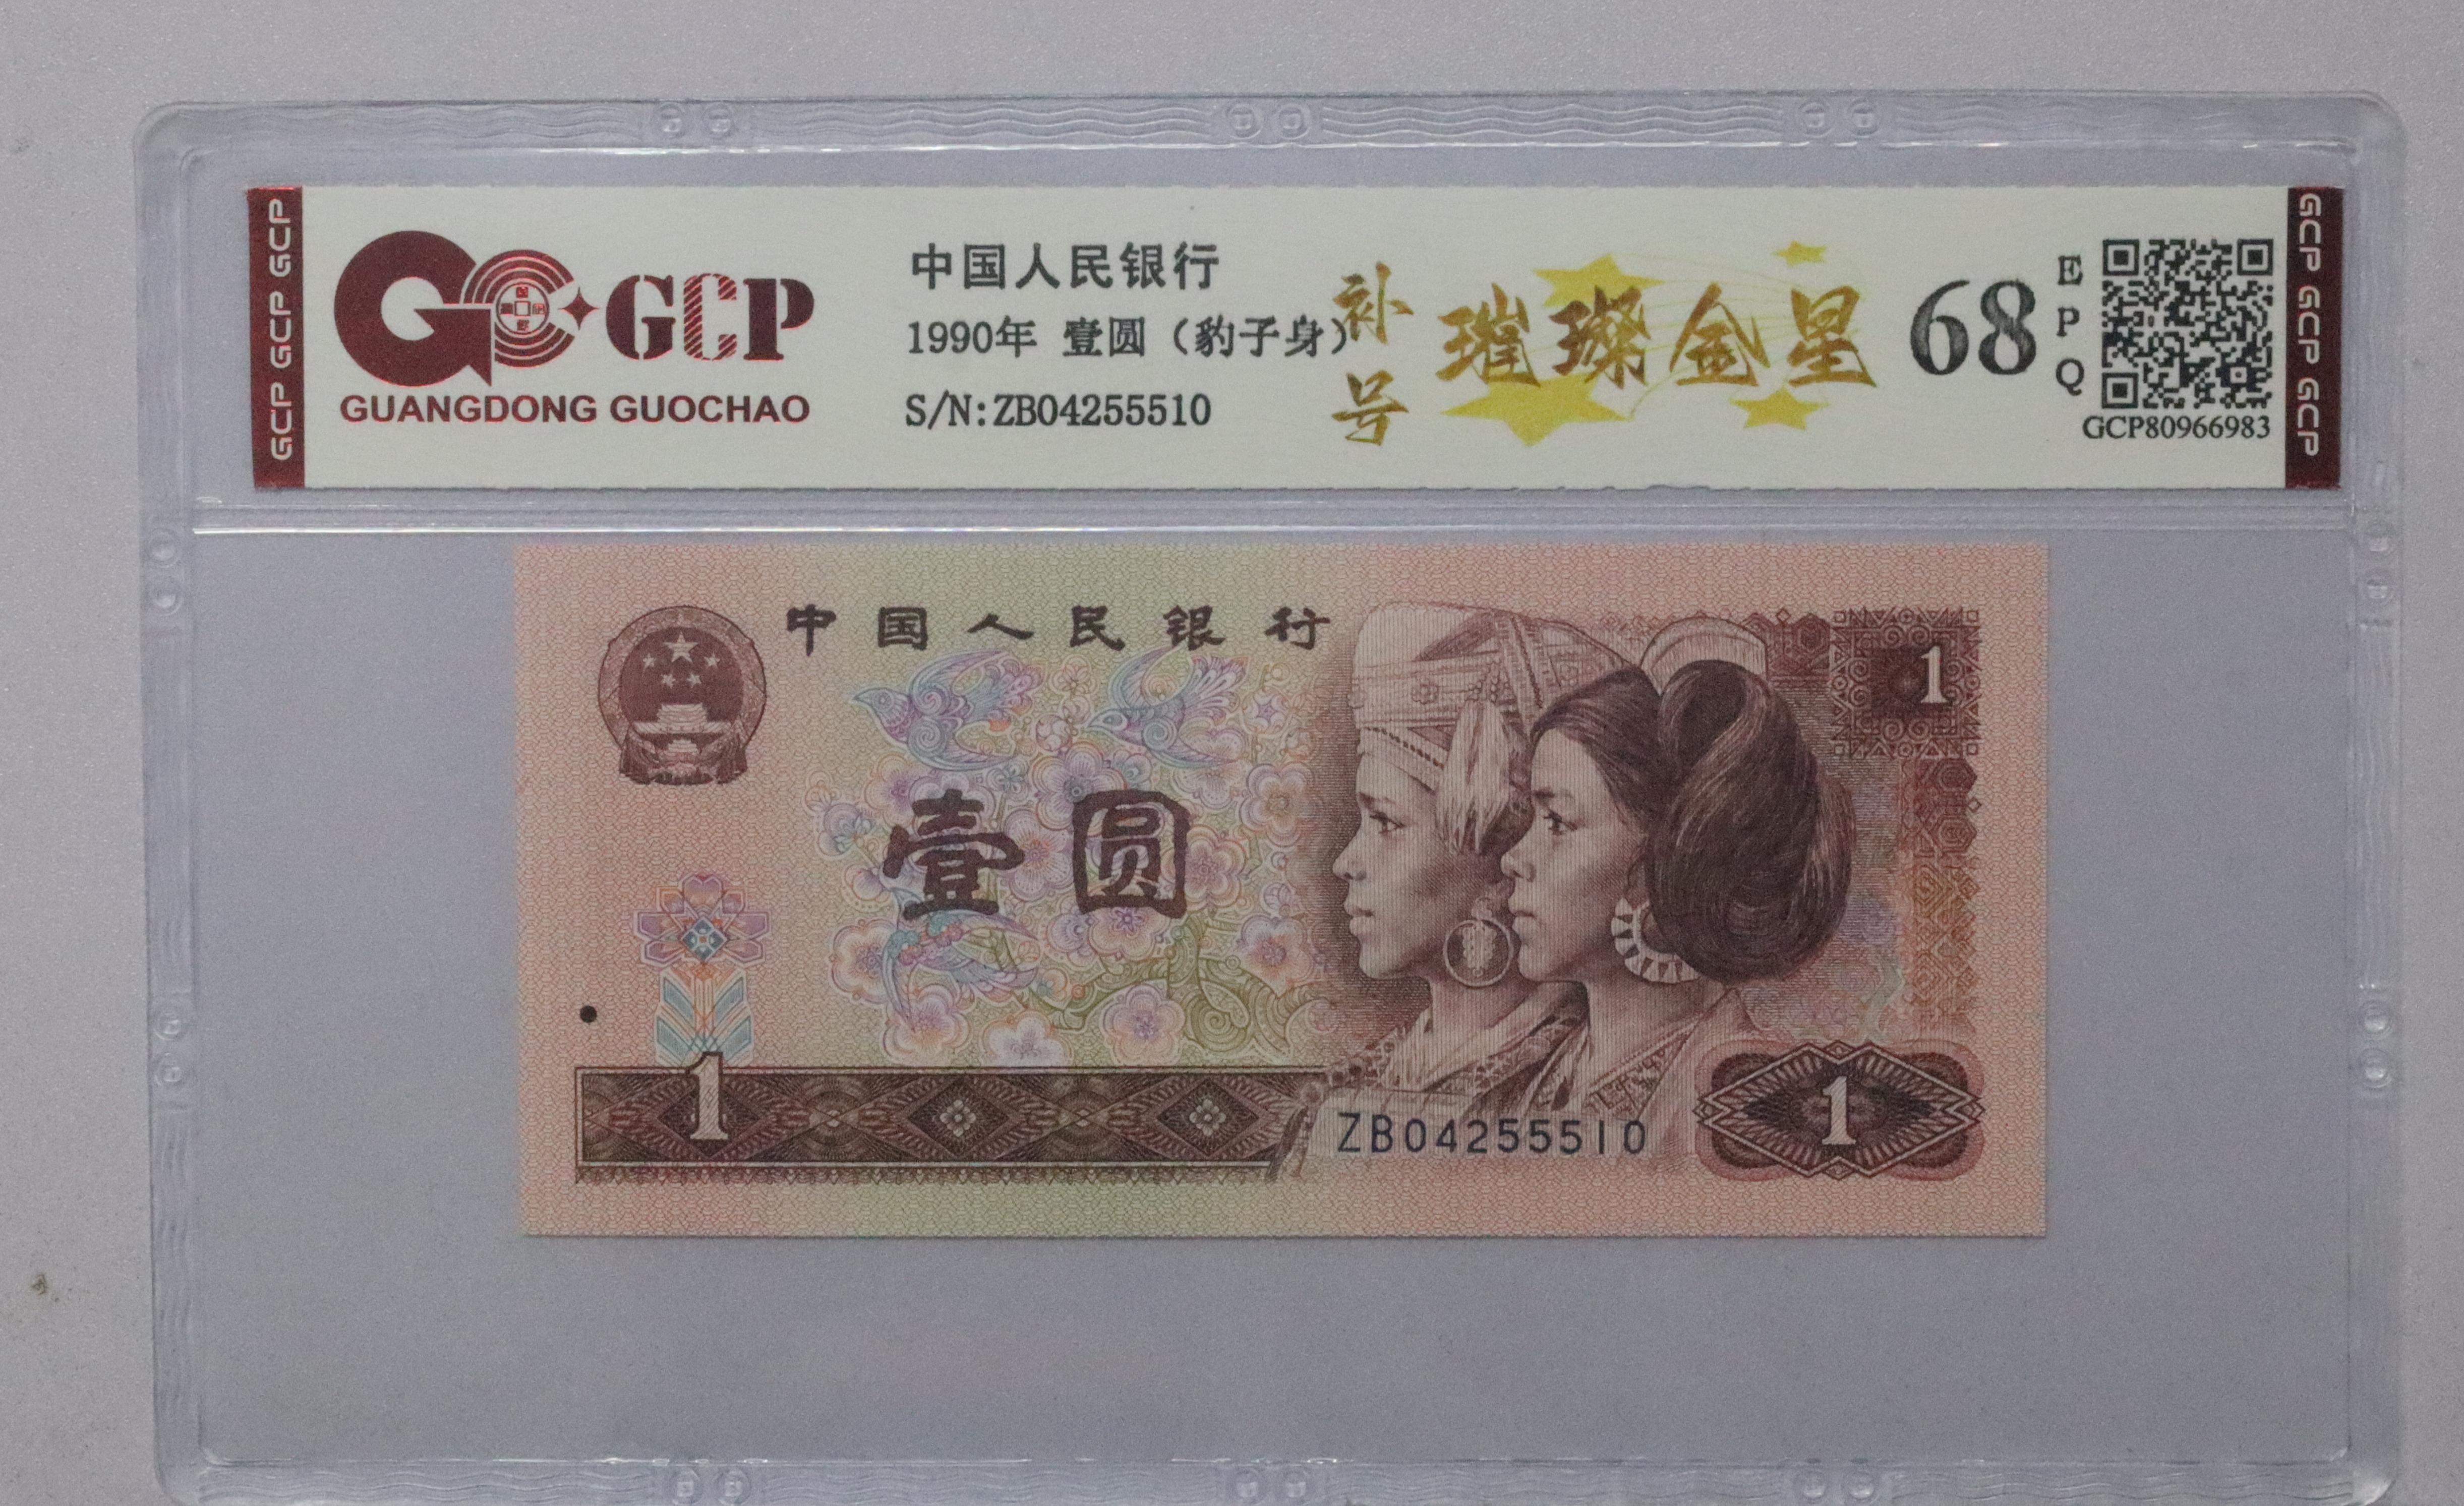 GCP GCP GCP
GCP
GUANGDONG GUOCHAO
中国人民银行
1990年 壹圆（豹子身）
S/N:ZB04255510
补号
璀璨金星
68
EPQ
GCP80966983
GCP GCP GCP
中国人民银行
1
壹圆
1
ZB04255510
1